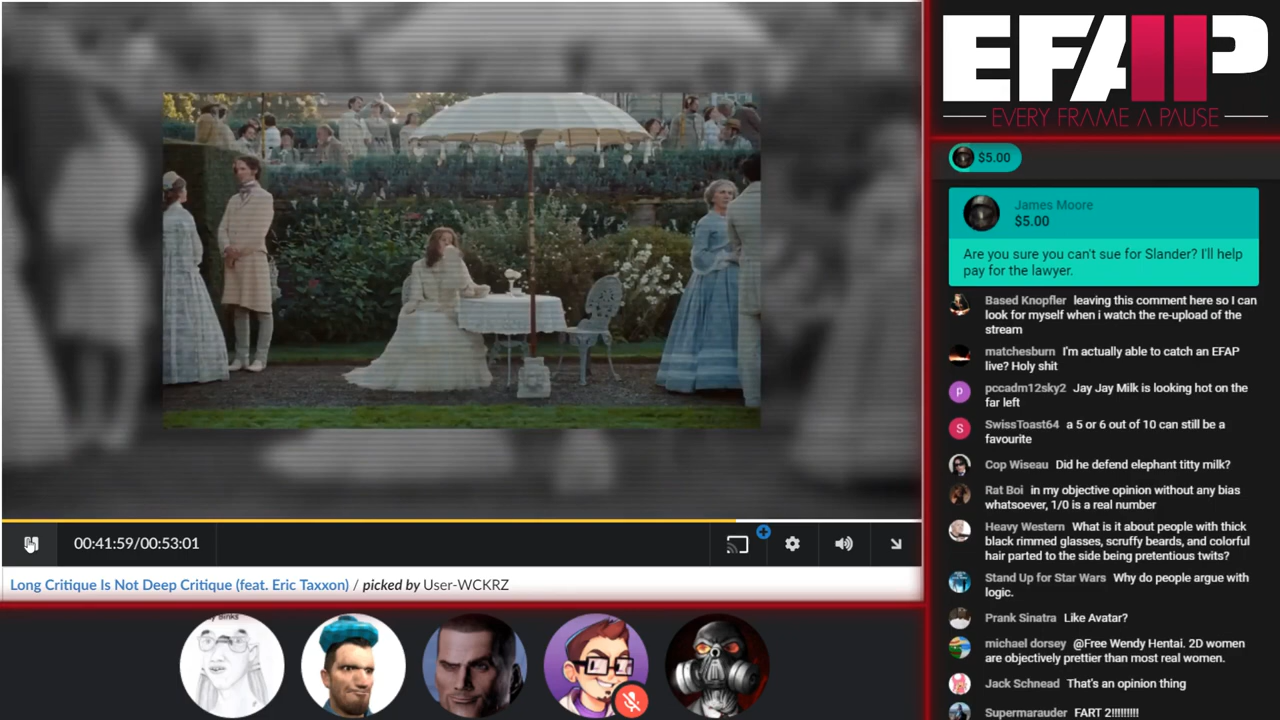 EFAP
EVERY FRAME A PAUSE
$5.00
James Moore
$5.00
Are you sure you can't sue for Slander? I'll help
pay for the lawyer.
Based Knopfler leaving this comment here so I can
look for myself when i watch the re-upload of the
stream
matchesburn I'm actually able to catch an EFAP
live? Holy shit
p pccadm12sky2 Jay Jay Milk is looking hot on the
far left
S SwissToast64 a 5 or 6 out of 10 can still be a
favourite
Cop Wiseau Did he defend elephant titty milk?
Rat Boi in my objective opinion without any bias
whatsoever, 1/0 is a real number
Heavy Western What is it about people with thick
black rimmed glasses, scruffy beards, and colorful
hair parted to the side being pretentious twits?
Stand Up for Star Wars Why do people argue with
logic.
Prank Sinatra Like Avatar?
michael dorsey @Free Wendy Hentai. 2D women
are objectively prettier than most real women.
Jack Schnead That's an opinion thing
Supermarauder FART 2!!!!!!!!!
00:41:59/00:53:01
Long Critique Is Not Deep Critique (feat. Eric Taxxon) / picked by User-WCKRZ